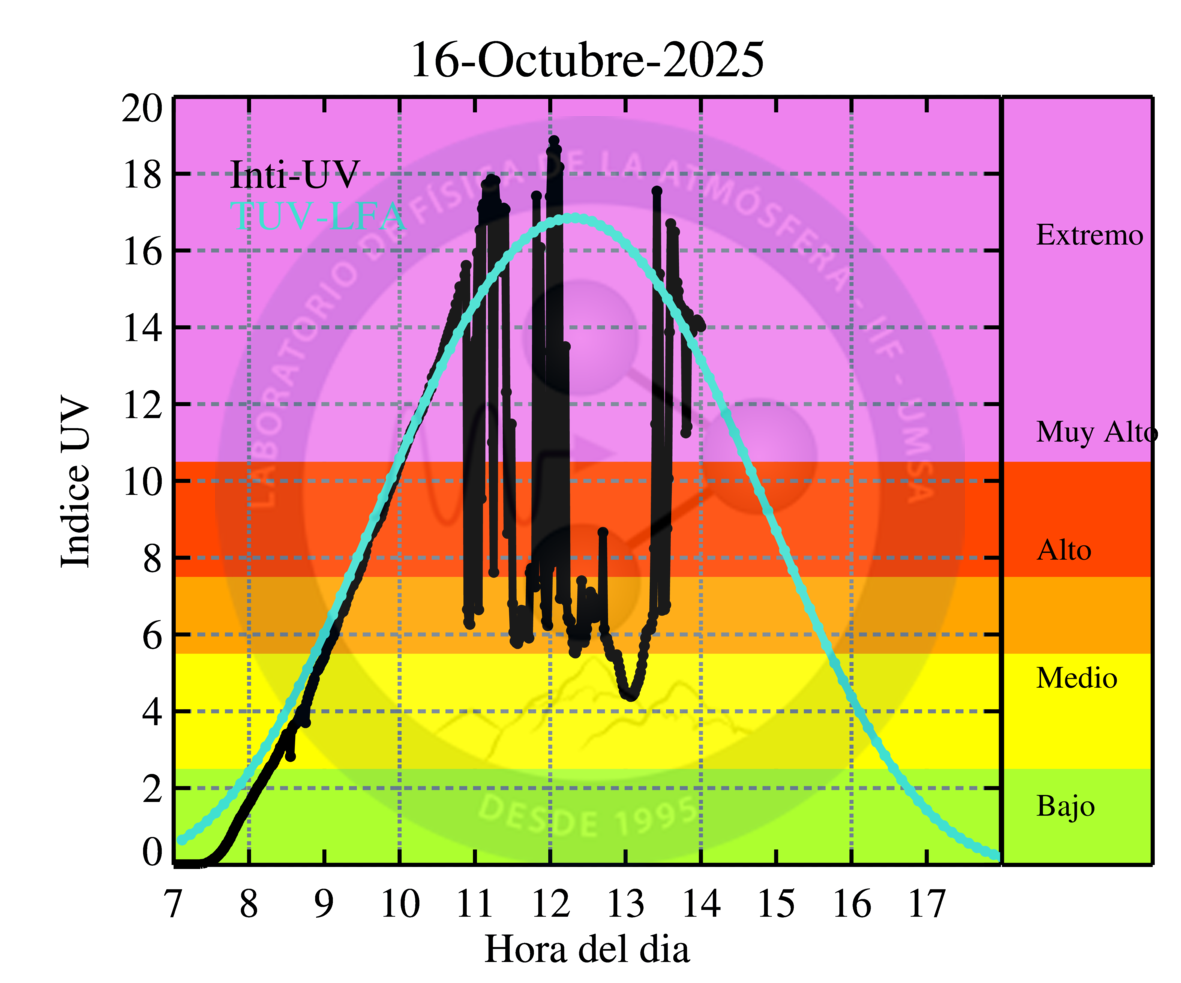 16-Octubre-2025
Inti-UV
TUV-LFA
LABORATORIO DE FÍSICA DE LA ATMÓSFERA - IIF - UMSA
DESDE 1995
Indice UV
20
18
16
14
12
10
8
6
4
2
0
Extremo
Muy Alto
Alto
Medio
Bajo
7 8 9 10 11 12 13 14 15 16 17
Hora del dia